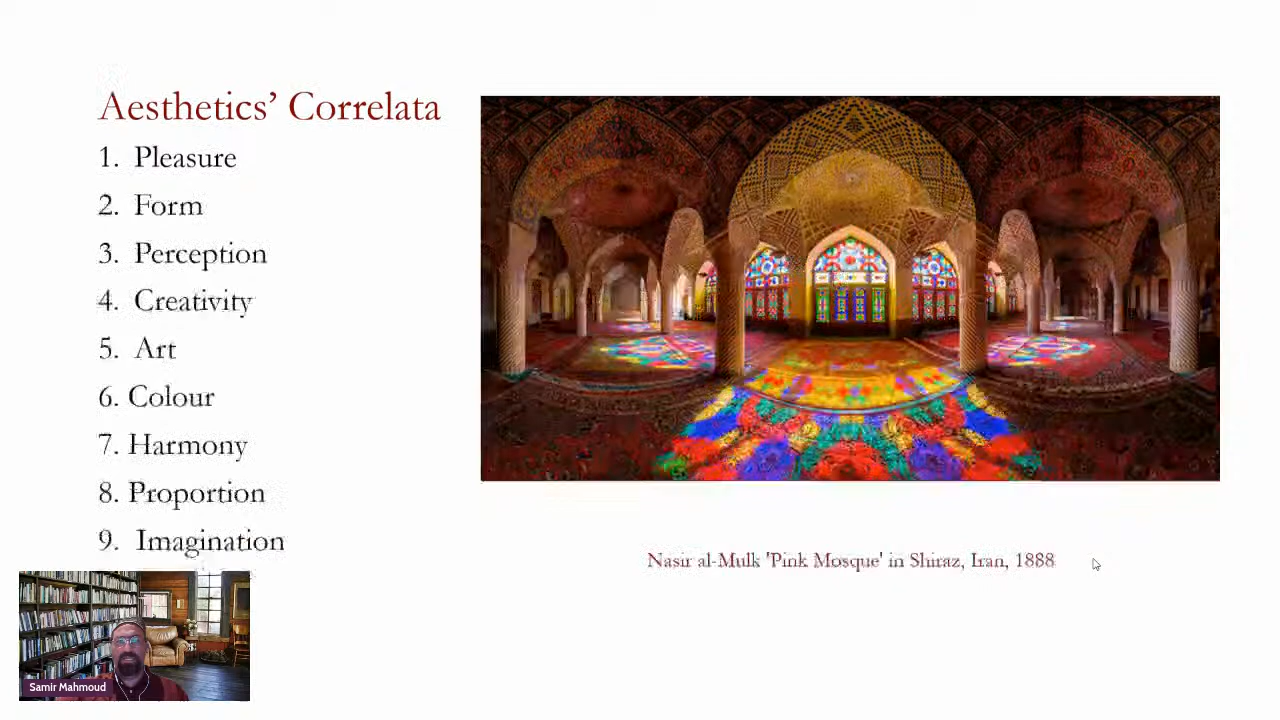 Aesthetics’ Correlata
1. Pleasure
2. Form
3. Perception
4. Creativity
5. Art
6. Colour
7. Harmony
8. Proportion
9. Imagination
Nasir al-Mulk 'Pink Mosque' in Shiraz, Iran, 1888
Samir Mahmoud